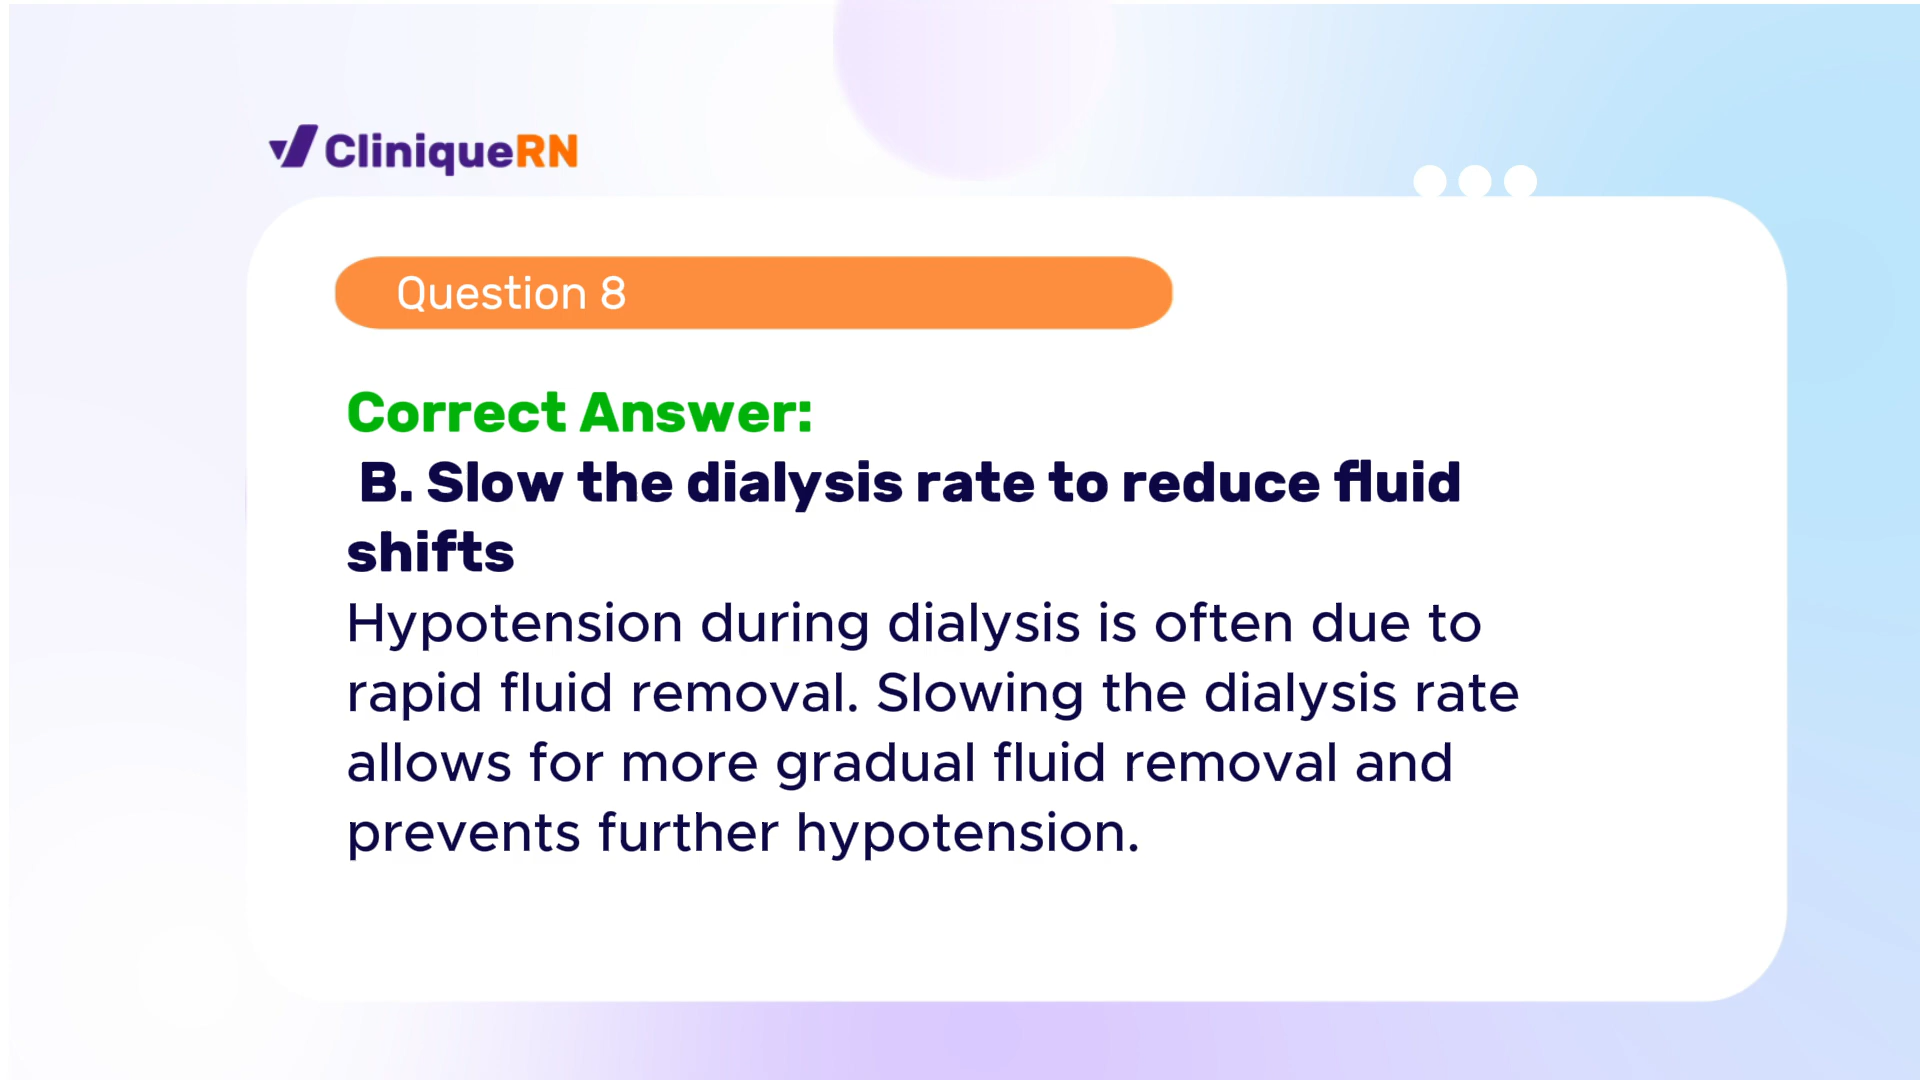 CliniqueRN
Question 8
Correct Answer:
B. Slow the dialysis rate to reduce fluid
shifts
Hypotension during dialysis is often due to
rapid fluid removal. Slowing the dialysis rate
allows for more gradual fluid removal and
prevents further hypotension.